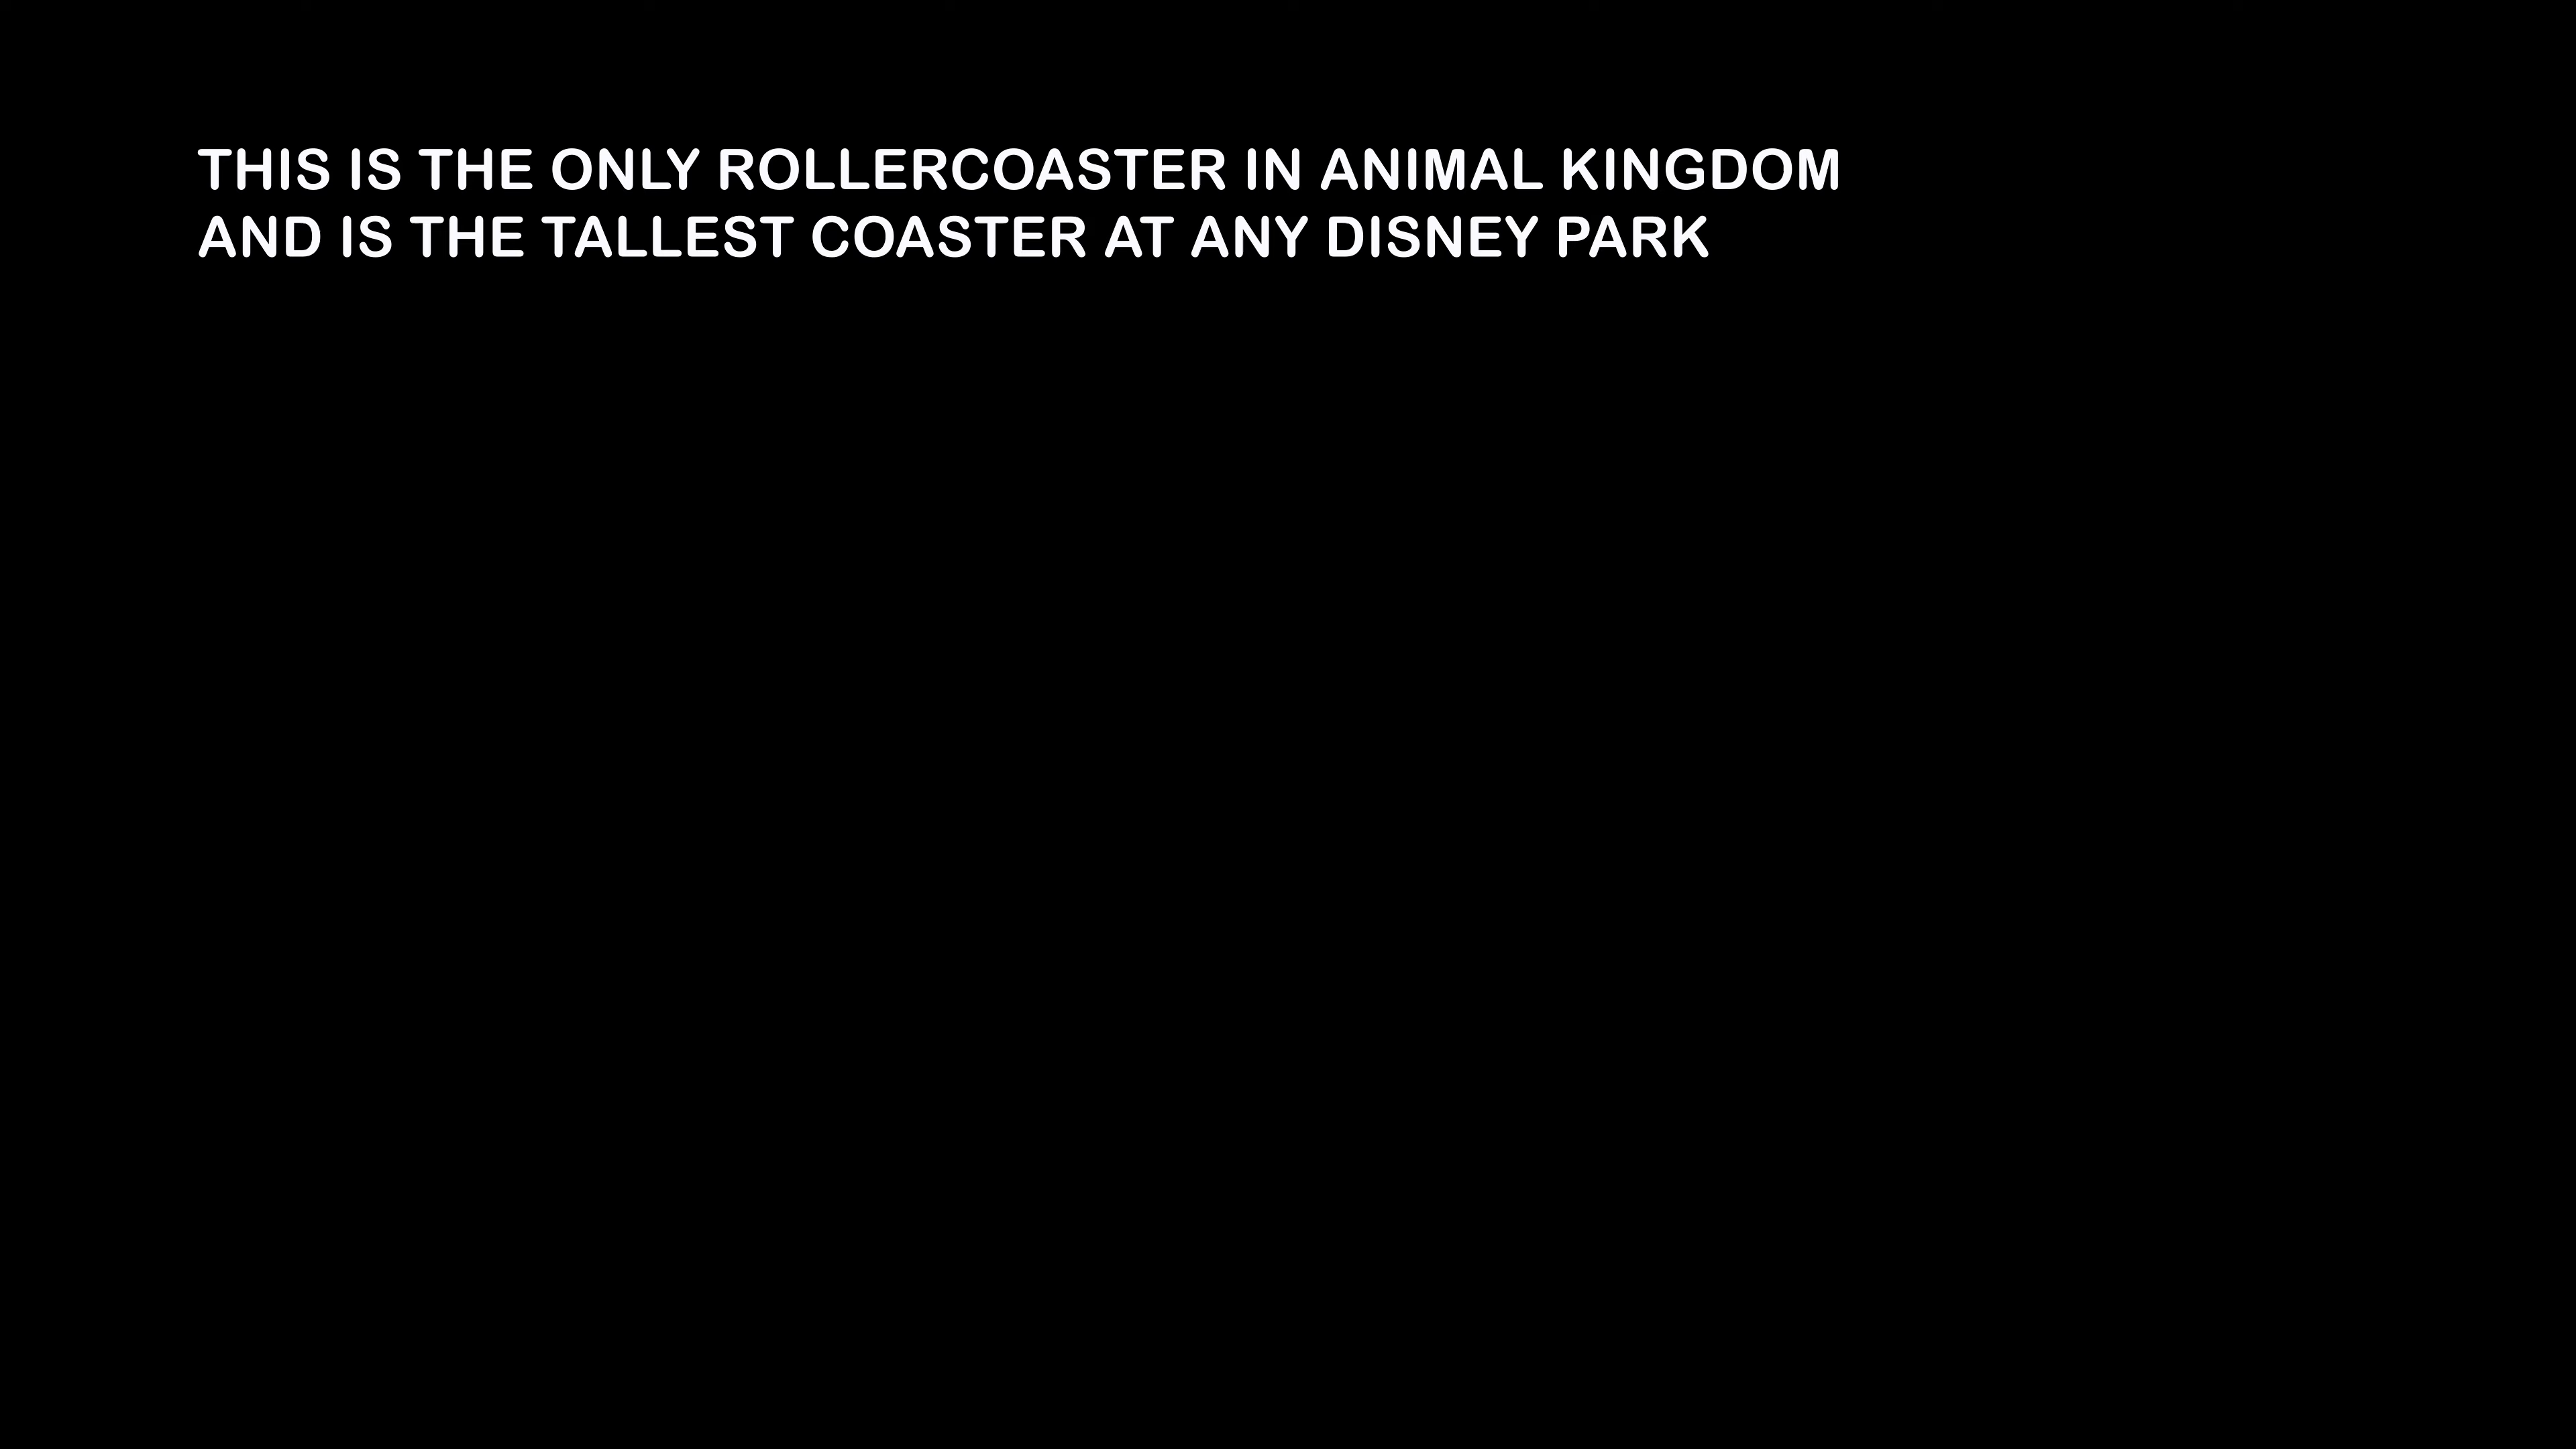 THIS IS THE ONLY ROLLERCOASTER IN ANIMAL KINGDOM
AND IS THE TALLEST COASTER AT ANY DISNEY PARK